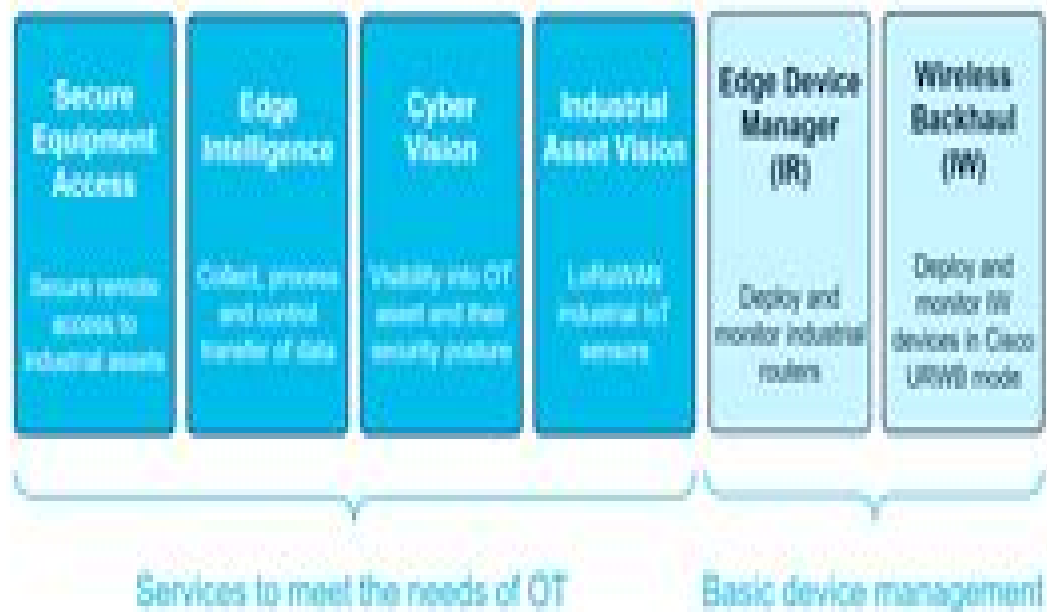 Secure
Equipment
Access
Secure remote
access to
industrial assets
Edge
Intelligence
Collect, process
and control
transfer of data
Cyber
Vision
Visibility into OT
asset and their
security posture
Industrial
Asset Vision
LoRaWAN
industrial IoT
sensors
Edge Device
Manager
(IR)
Deploy and
monitor industrial
routers
Wireless
Backhaul
(IW)
Deploy and
monitor IW
devices in Cisco
URWB mode
Services to meet the needs of OT
Basic device management